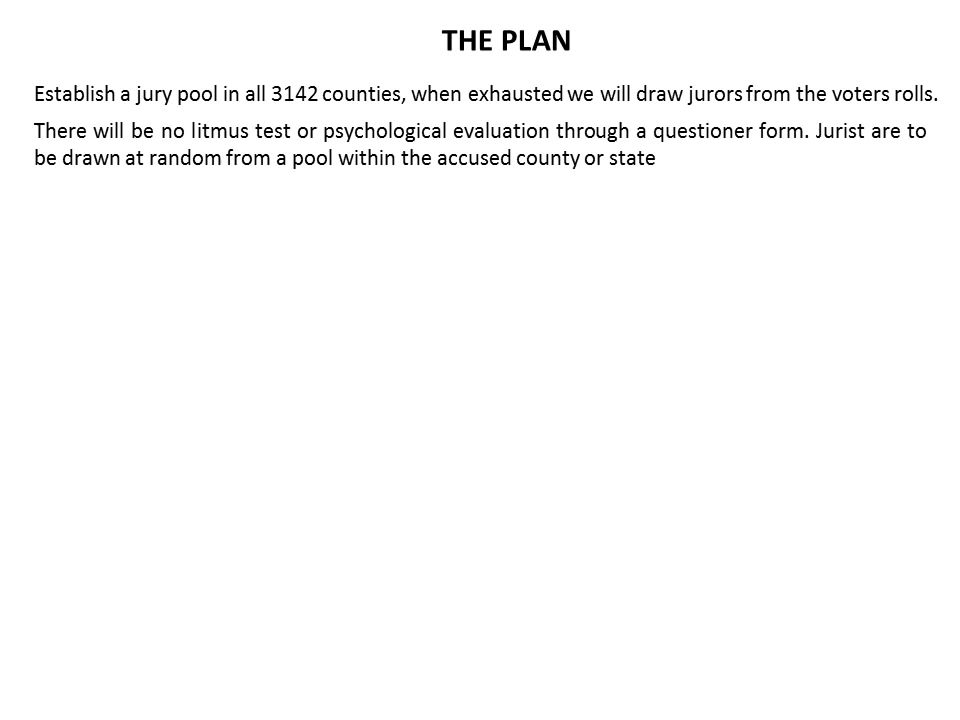 THE PLAN
Establish a jury pool in all 3142 counties, when exhausted we will draw jurors from the voters rolls.
There will be no litmus test or psychological evaluation through a questioner form. Jurist are to
be drawn at random from a pool within the accused county or state